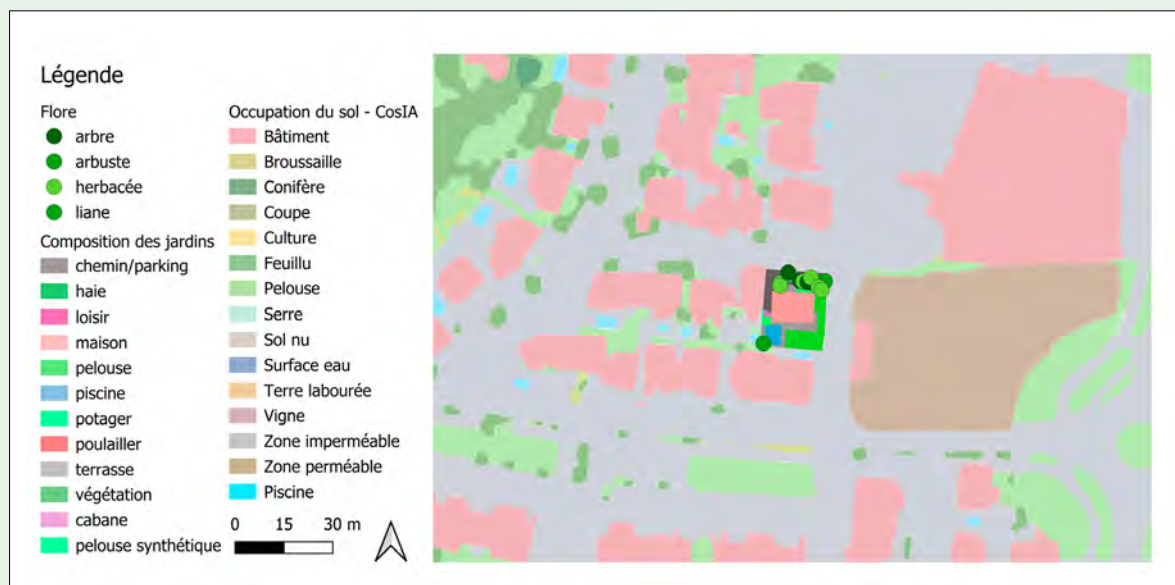 Légende
Flore
arbre
arbuste
herbacée
liane
Composition des jardins
chemin/parking
haie
loisir
maison
pelouse
piscine
potager
poulailler
terrasse
végétation
cabane
pelouse synthétique
Occupation du sol - CosIA
Bâtiment
Broussaille
Conifère
Coupe
Culture
Feuillu
Pelouse
Serre
Sol nu
Surface eau
Terre labourée
Vigne
Zone imperméable
Zone perméable
Piscine
0 15 30 m